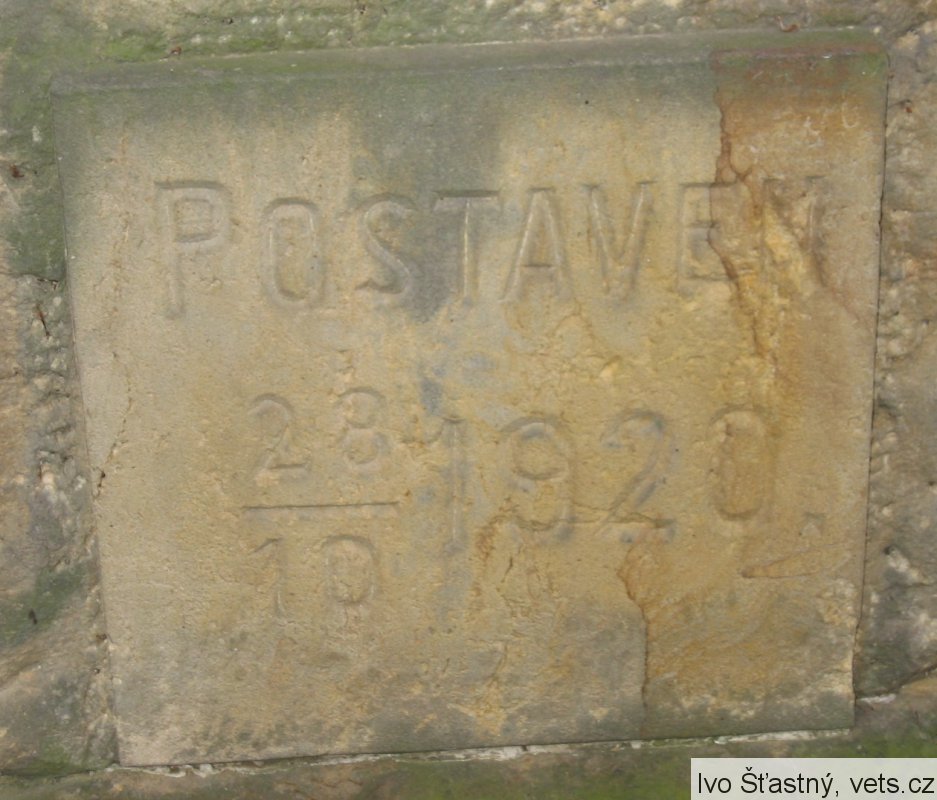 POSTAVEN
28/10 1920.
Ivo Šťastný, vets.cz